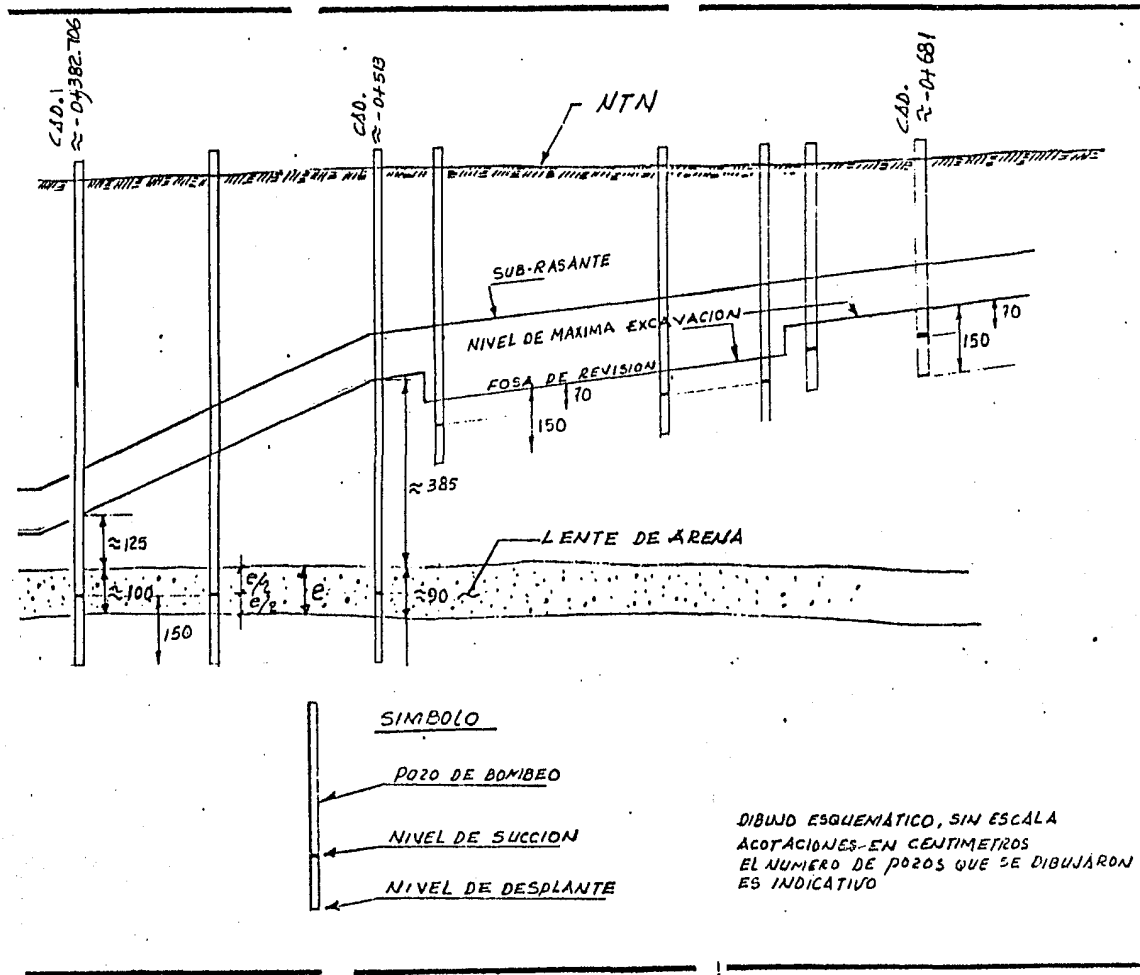 CAD.1
≈-0+382.706
CAD.
≈-0+513
CAD.
≈-0+681
NTN
SUB-RASANTE
NIVEL DE MAXIMA EXCAVACION
FOSA DE REVISION
70
150
70
150
≈385
≈125
LENTE DE ARENA
≈100
e/2
e/2
e
≈90
150
SIMBOLO
POZO DE BOMBEO
NIVEL DE SUCCION
NIVEL DE DESPLANTE
DIBUJO ESQUEMATICO, SIN ESCALA
ACOTACIONES-EN CENTIMETROS
EL NUMERO DE POZOS QUE SE DIBUJARON
ES INDICATIVO